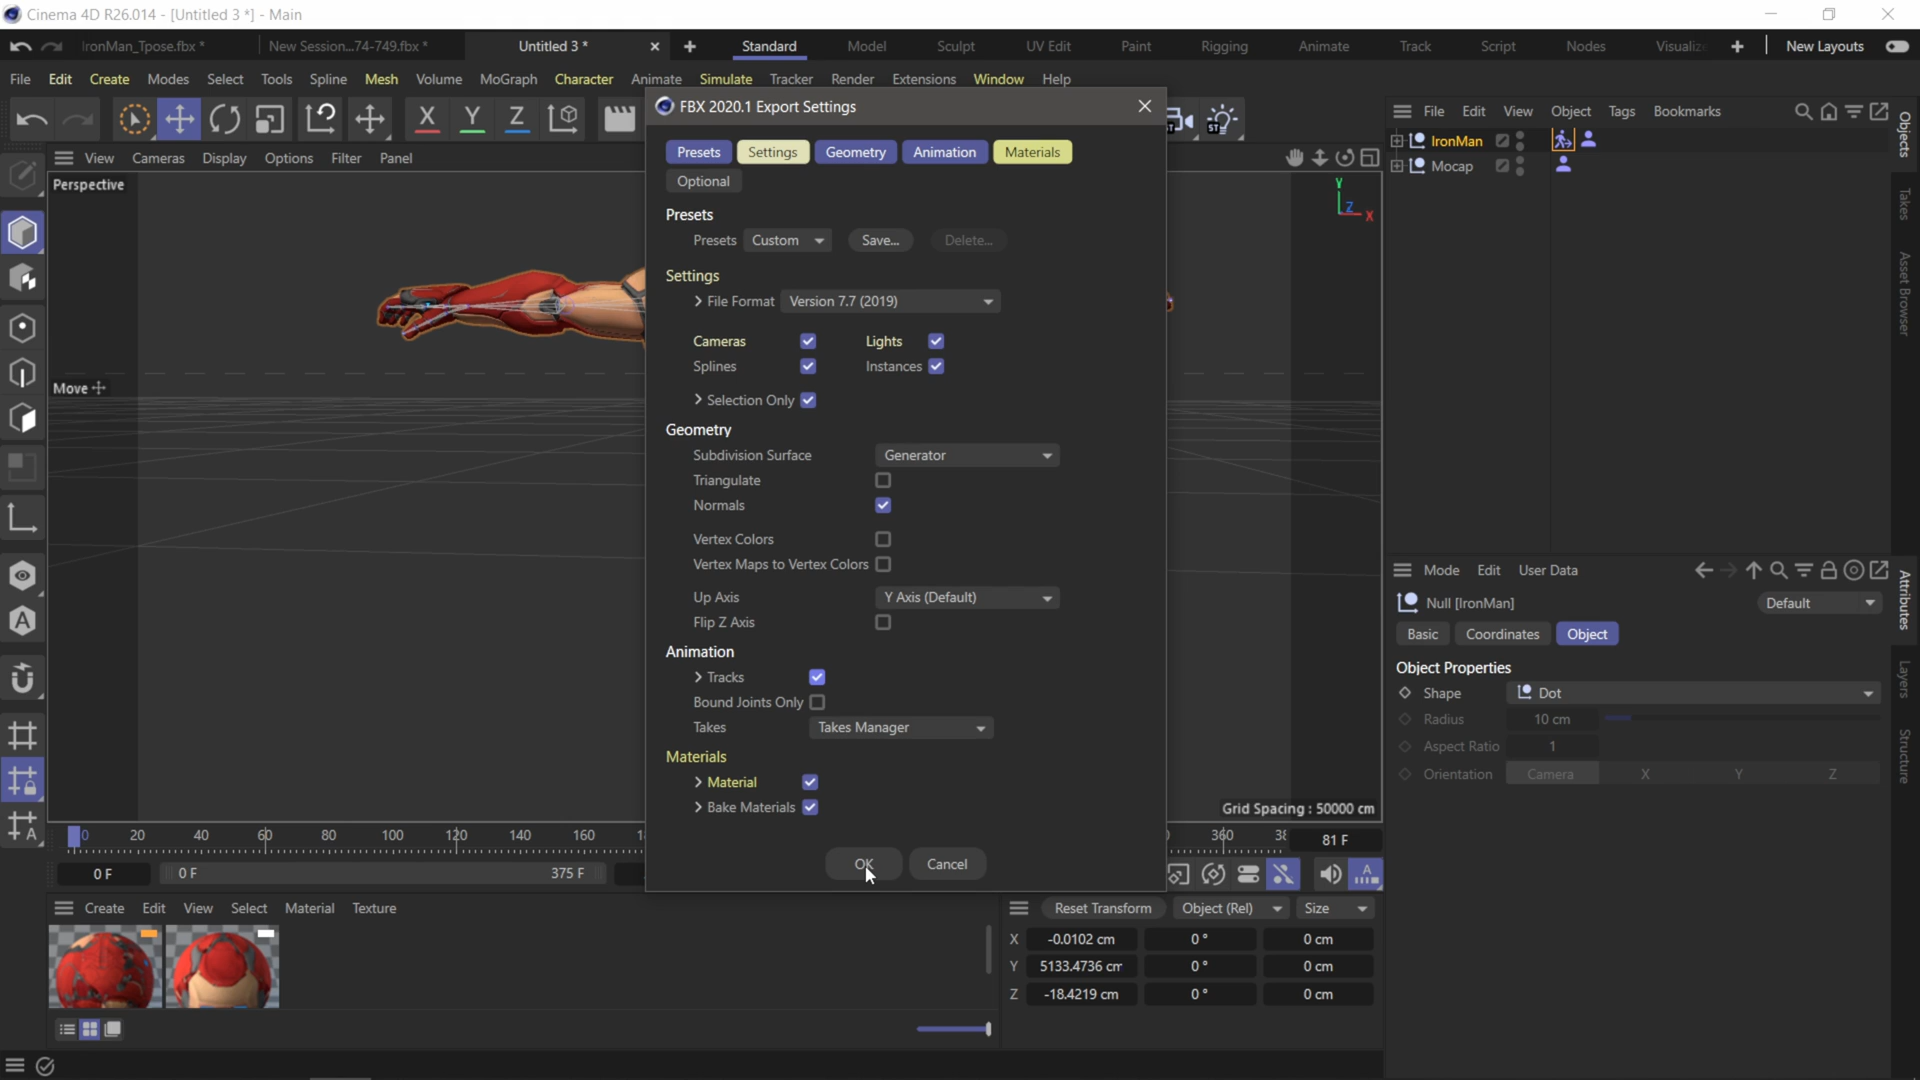 Cinema 4D R26.014 - [Untitled 3 *] - Main
IronMan_Tpose.fbx * New Session...74-749.fbx * Untitled 3 * Standard Model Sculpt UV Edit Paint Rigging Animate Track Script Nodes Visualiz New Layouts
File Edit Create Modes Select Tools Spline Mesh Volume MoGraph Character Animate Simulate Tracker Render Extensions Window Help
FBX 2020.1 Export Settings
X Y Z
ST ST
File Edit View Object Tags Bookmarks
View Cameras Display Options Filter Panel
Presets Settings Geometry Animation Materials
Optional
IronMan
Mocap
Objects
Takes
Asset Browser
Perspective
Y
Z
X
Presets
Presets Custom Save... Delete...
Settings
File Format Version 7.7 (2019)
Cameras Lights
Splines Instances
Move
Selection Only
Geometry
Subdivision Surface Generator
Triangulate
Normals
Vertex Colors
Vertex Maps to Vertex Colors
Up Axis Y Axis (Default)
Flip Z Axis
Animation
Tracks
Bound Joints Only
Takes Takes Manager
Materials
Material
Bake Materials
OK Cancel
Mode Edit User Data
Null [IronMan] Default
Basic Coordinates Object
Object Properties
Shape Dot
Radius 10 cm
Aspect Ratio 1
Orientation Camera X Y Z
Attributes
Layers
Structure
Grid Spacing : 50000 cm
0 20 40 60 80 100 120 140 160 360 81 F
0 F 0 F 375 F
Create Edit View Select Material Texture
Reset Transform Object (Rel) Size
X -0.0102 cm 0 ° 0 cm
Y 5133.4736 cm 0 ° 0 cm
Z -18.4219 cm 0 ° 0 cm